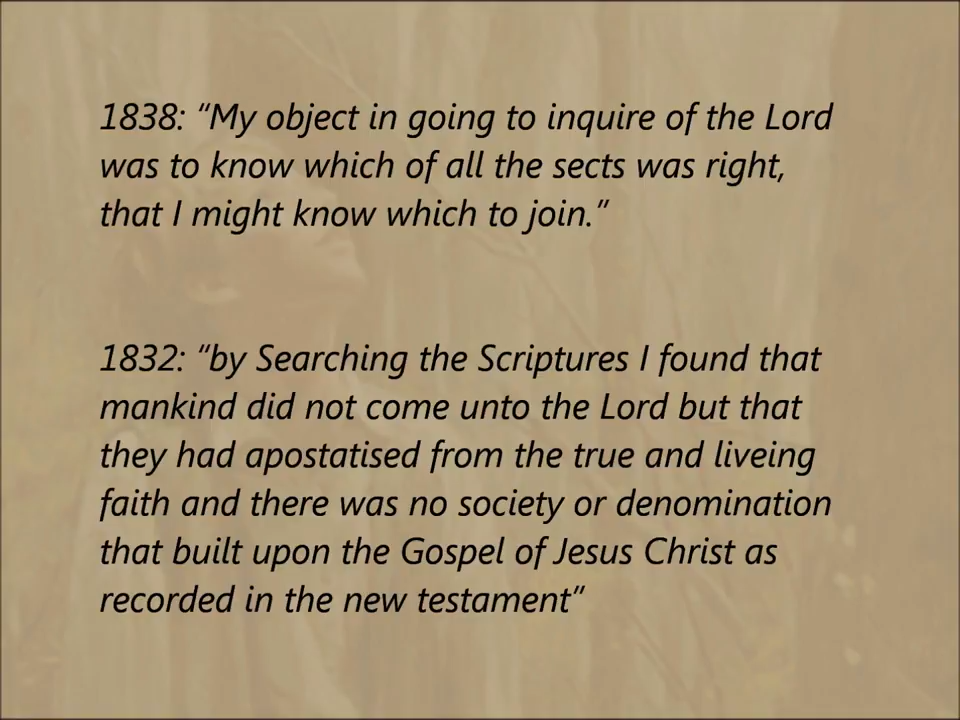 1838: “My object in going to inquire of the Lord
was to know which of all the sects was right,
that I might know which to join.”
1832: “by Searching the Scriptures I found that
mankind did not come unto the Lord but that
they had apostatised from the true and liveing
faith and there was no society or denomination
that built upon the Gospel of Jesus Christ as
recorded in the new testament”